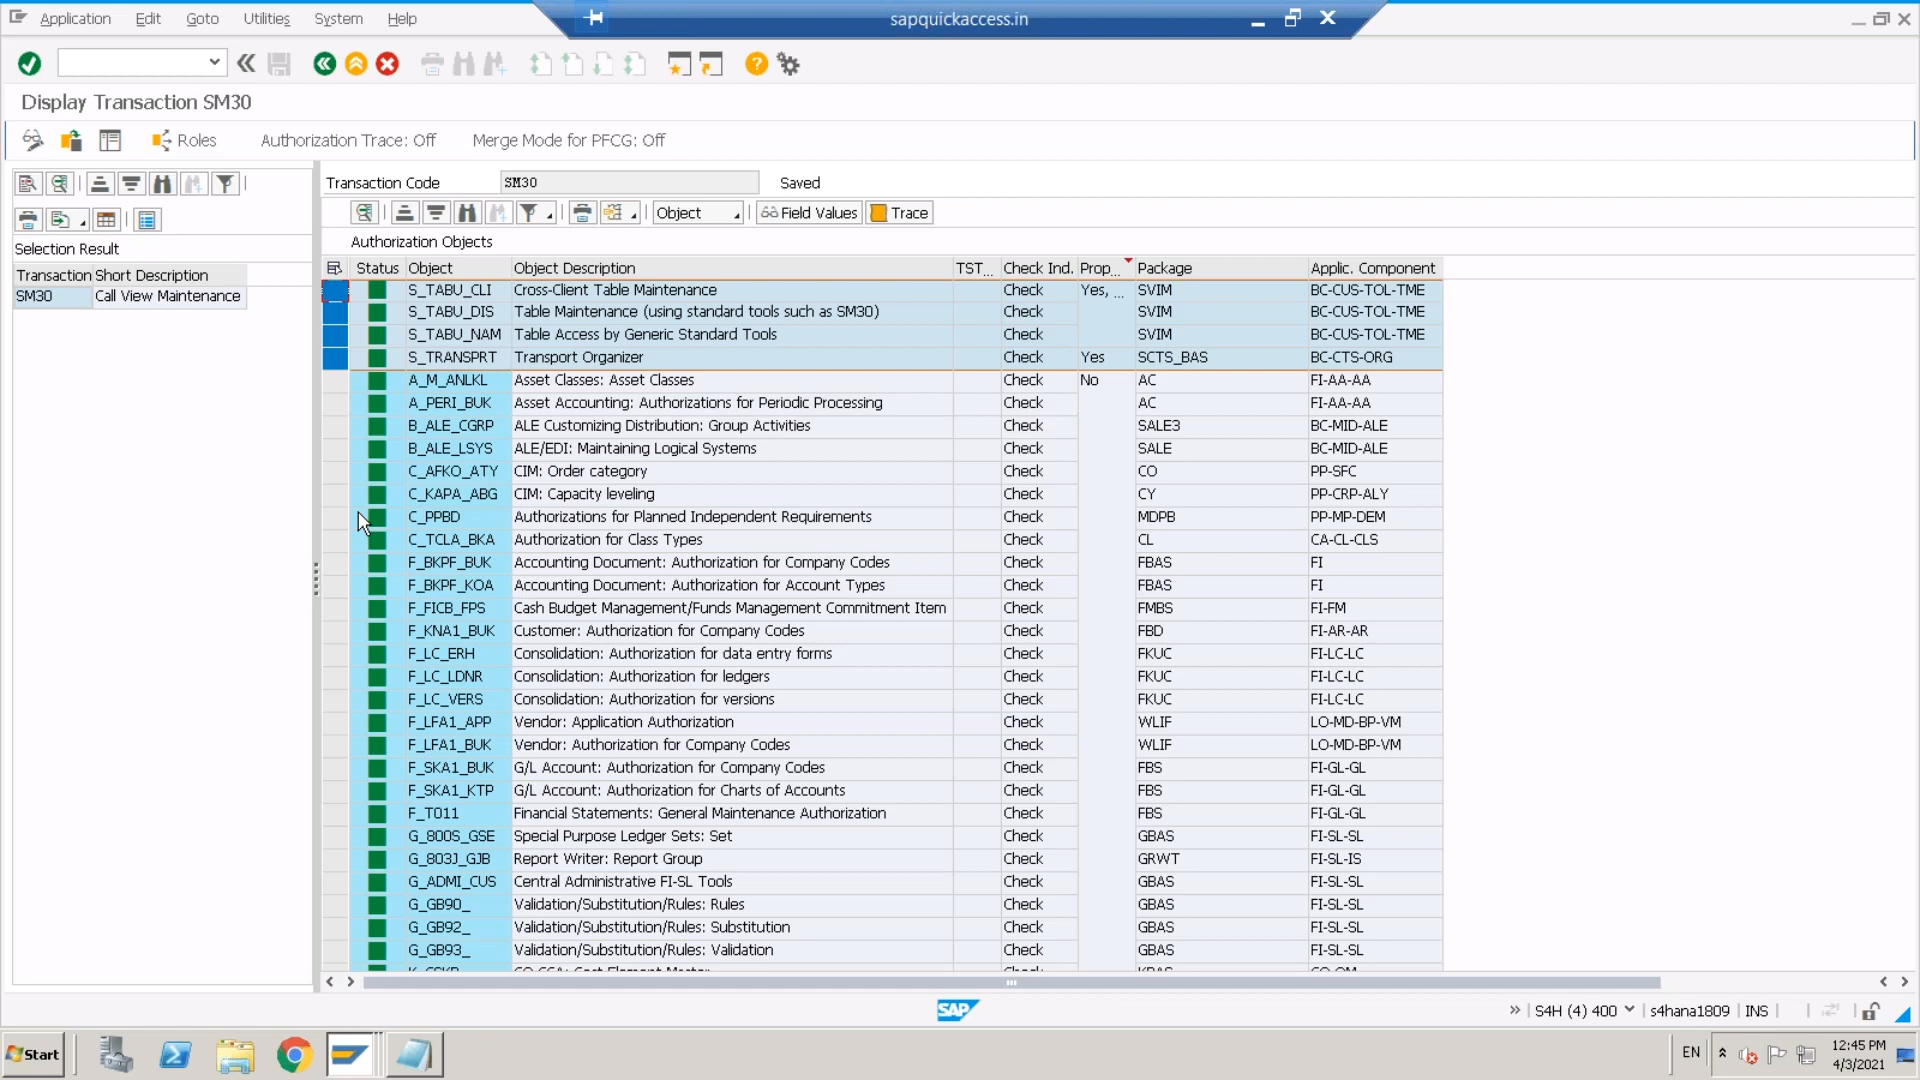 sapquickaccess.in
Application Edit Goto Utilities System Help
Display Transaction SM30
Roles Authorization Trace: Off Merge Mode for PFCG: Off
Transaction Code SM30 Saved
Object Field Values Trace
Selection Result
Transaction Short Description
SM30 Call View Maintenance
Authorization Objects
Status Object Object Description TST... Check Ind. Prop... Package Applic. Component
S_TABU_CLI Cross-Client Table Maintenance Check Yes, ... SVIM BC-CUS-TOL-TME
S_TABU_DIS Table Maintenance (using standard tools such as SM30) Check SVIM BC-CUS-TOL-TME
S_TABU_NAM Table Access by Generic Standard Tools Check SVIM BC-CUS-TOL-TME
S_TRANSPRT Transport Organizer Check Yes SCTS_BAS BC-CTS-ORG
A_M_ANLKL Asset Classes: Asset Classes Check No AC FI-AA-AA
A_PERI_BUK Asset Accounting: Authorizations for Periodic Processing Check AC FI-AA-AA
B_ALE_CGRP ALE Customizing Distribution: Group Activities Check SALE3 BC-MID-ALE
B_ALE_LSYS ALE/EDI: Maintaining Logical Systems Check SALE BC-MID-ALE
C_AFKO_ATY CIM: Order category Check CO PP-SFC
C_KAPA_ABG CIM: Capacity leveling Check CY PP-CRP-ALY
C_PPBD Authorizations for Planned Independent Requirements Check MDPB PP-MP-DEM
C_TCLA_BKA Authorization for Class Types Check CL CA-CL-CLS
F_BKPF_BUK Accounting Document: Authorization for Company Codes Check FBAS FI
F_BKPF_KOA Accounting Document: Authorization for Account Types Check FBAS FI
F_FICB_FPS Cash Budget Management/Funds Management Commitment Item Check FMBS FI-FM
F_KNA1_BUK Customer: Authorization for Company Codes Check FBD FI-AR-AR
F_LC_ERH Consolidation: Authorization for data entry forms Check FKUC FI-LC-LC
F_LC_LDNR Consolidation: Authorization for ledgers Check FKUC FI-LC-LC
F_LC_VERS Consolidation: Authorization for versions Check FKUC FI-LC-LC
F_LFA1_APP Vendor: Application Authorization Check WLIF LO-MD-BP-VM
F_LFA1_BUK Vendor: Authorization for Company Codes Check WLIF LO-MD-BP-VM
F_SKA1_BUK G/L Account: Authorization for Company Codes Check FBS FI-GL-GL
F_SKA1_KTP G/L Account: Authorization for Charts of Accounts Check FBS FI-GL-GL
F_T011 Financial Statements: General Maintenance Authorization Check FBS FI-GL-GL
G_800S_GSE Special Purpose Ledger Sets: Set Check GBAS FI-SL-SL
G_803J_GJB Report Writer: Report Group Check GRWT FI-SL-IS
G_ADMI_CUS Central Administrative FI-SL Tools Check GBAS FI-SL-SL
G_GB90_ Validation/Substitution/Rules: Rules Check GBAS FI-SL-SL
G_GB92_ Validation/Substitution/Rules: Substitution Check GBAS FI-SL-SL
G_GB93_ Validation/Substitution/Rules: Validation Check GBAS FI-SL-SL
SAP S4H (4) 400 s4hana1809 INS
Start EN 12:45 PM
4/3/2021